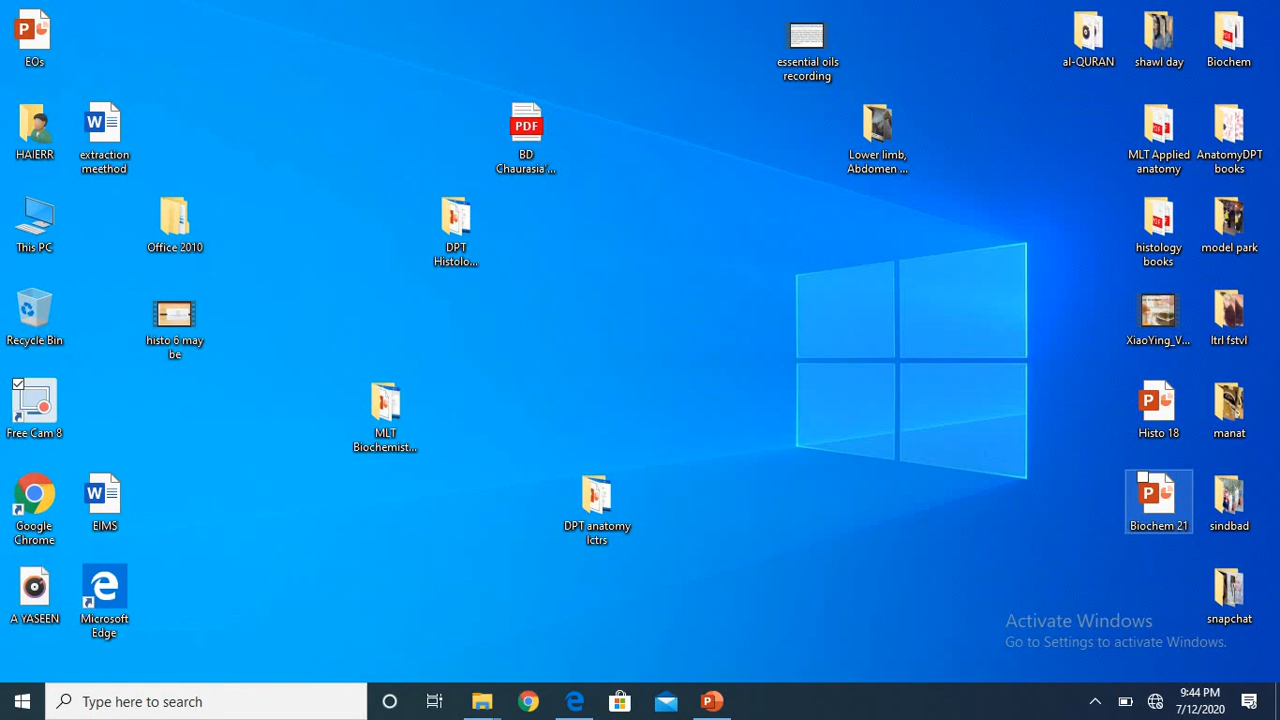 EOs
essential oils
recording
al-QURAN
shawl day
Biochem
HAIERR
extraction
meethod
PDF
BD
Chaurasia'...
Lower limb,
Abdomen ...
MLT Applied
anatomy
AnatomyDPT
books
This PC
Office 2010
DPT
Histolo...
histology
books
model park
Recycle Bin
histo 6 may
be
XiaoYing_V...
ltrl fstvl
Free Cam 8
MLT
Biochemist...
Histo 18
manat
Google
Chrome
EIMS
DPT anatomy
lctrs
Biochem 21
sindbad
A YASEEN
Microsoft
Edge
snapchat
Activate Windows
Go to Settings to activate Windows.
Type here to search
9:44 PM
7/12/2020